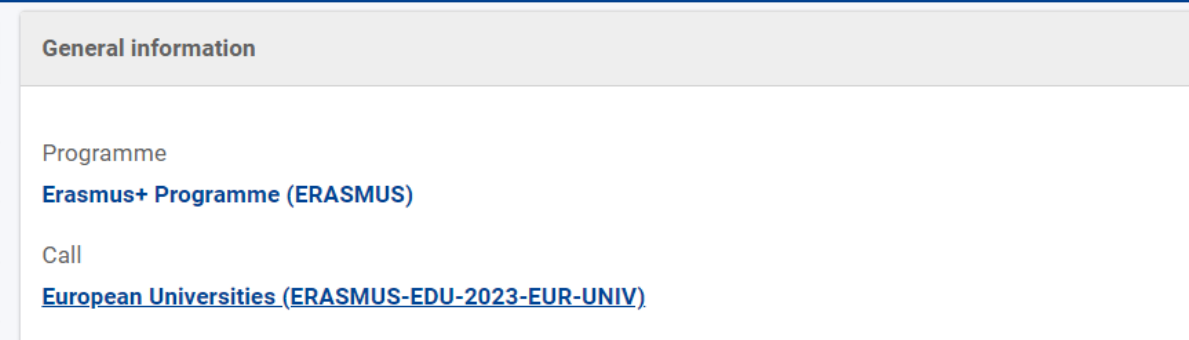 General information
Programme
Erasmus+ Programme (ERASMUS)
Call
European Universities (ERASMUS-EDU-2023-EUR-UNIV)